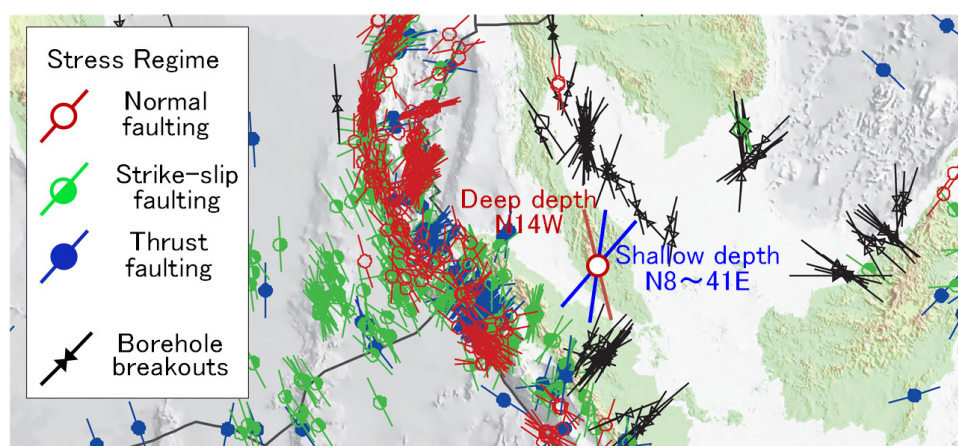 Stress Regime
Normal
faulting
Strike-slip
faulting
Thrust
faulting
Borehole
breakouts
Deep depth
N14W
Shallow depth
N8～41E